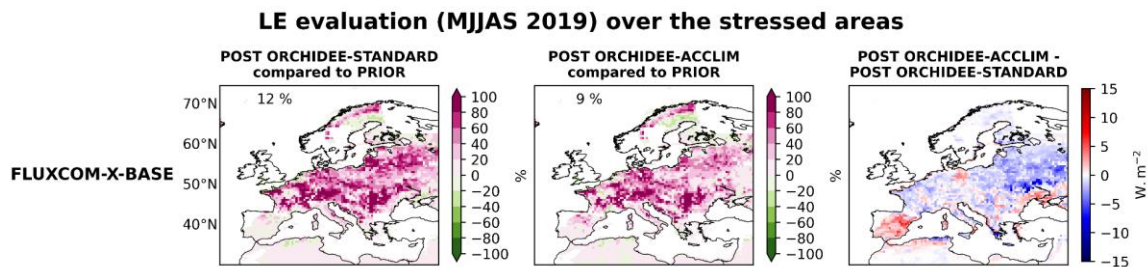 LE evaluation (MJJAS 2019) over the stressed areas
POST ORCHIDEE-STANDARD
compared to PRIOR
POST ORCHIDEE-ACCLIM
compared to PRIOR
POST ORCHIDEE-ACCLIM -
POST ORCHIDEE-STANDARD
FLUXCOM-X-BASE
70°N
60°N
50°N
40°N
12 %
100
80
60
40
20
0
−20
−40
−60
−80
−100
%
9 %
100
80
60
40
20
0
−20
−40
−60
−80
−100
%
15
10
5
0
−5
−10
−15
W. m⁻²